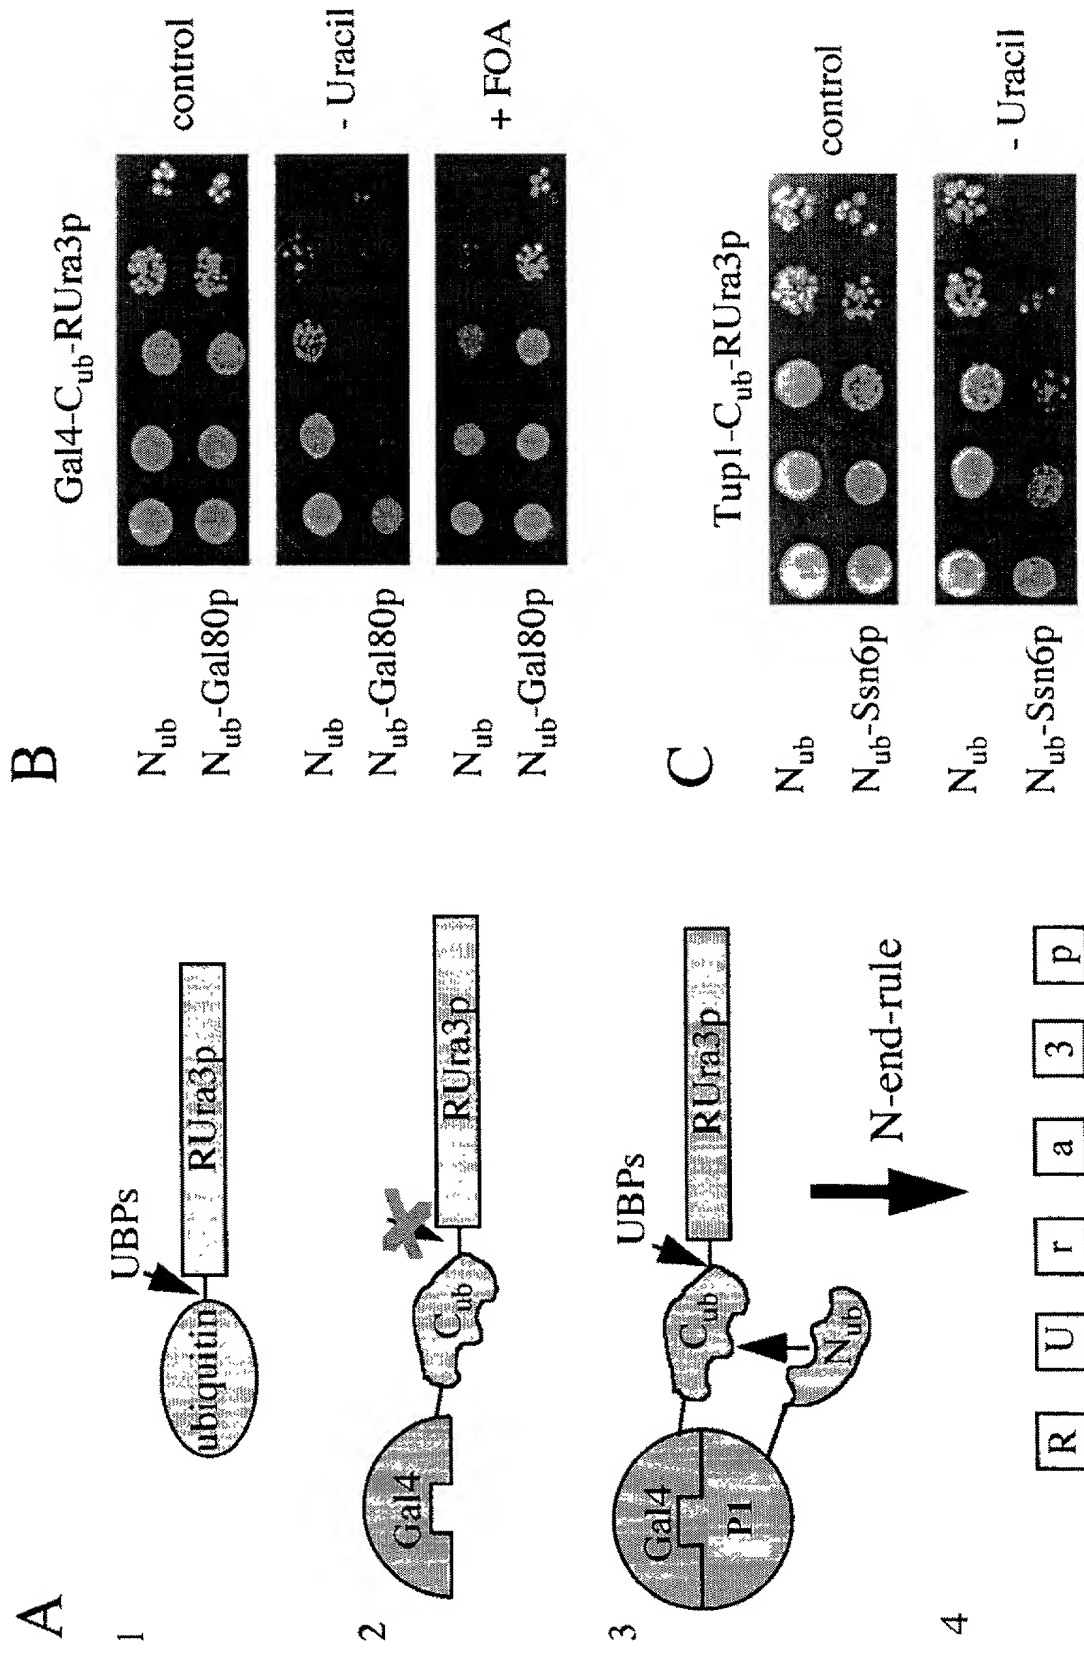 A
1
UBPs
ubiquitin
RUra3p
2
Gal4
Cub
RUra3p
3
UBPs
Gal4
P1
Cub
Nub
RUra3p
N-end-rule
4
R U r a 3 p
B
Gal4-Cub-RUra3p
Nub
Nub-Gal80p
control
Nub
Nub-Gal80p
- Uracil
Nub
Nub-Gal80p
+ FOA
C
Tup1-Cub-RUra3p
Nub
Nub-Ssn6p
control
Nub
Nub-Ssn6p
- Uracil